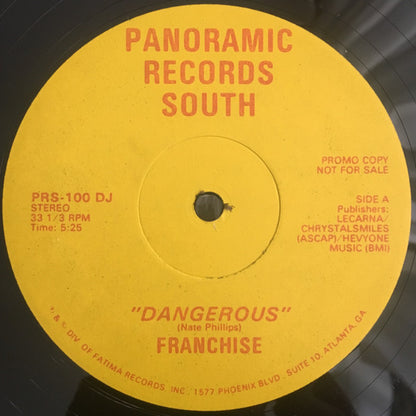 PANORAMIC
RECORDS
SOUTH
PROMO COPY
NOT FOR SALE
PRS-100 DJ
STEREO
33 1/3 RPM
Time: 5:25
SIDE A
Publishers:
LECARNA/
CHRYSTALSMILES
(ASCAP)/HEVYONE
MUSIC (BMI)
"DANGEROUS"
(Nate Phillips)
FRANCHISE
& © DIV OF FATIMA RECORDS, INC. 1577 PHOENIX BLVD. SUITE 10, ATLANTA, GA